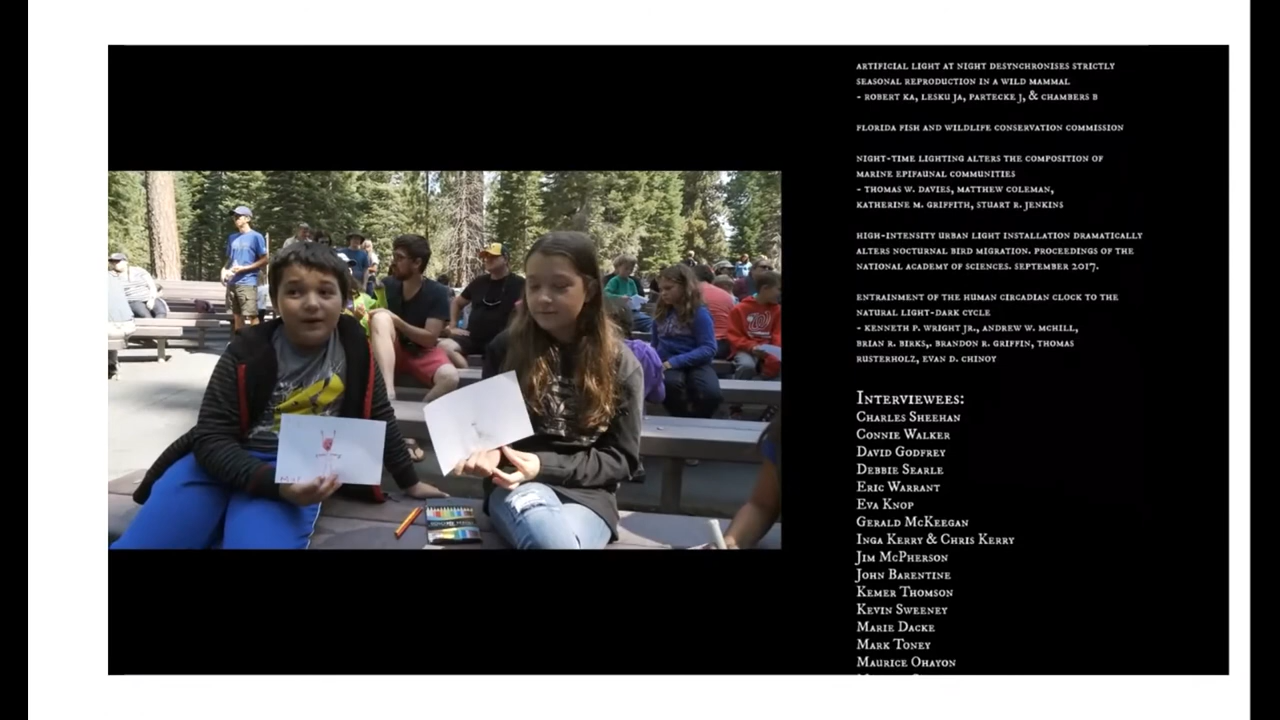 ARTIFICIAL LIGHT AT NIGHT DESYNCHRONISES STRICTLY
SEASONAL REPRODUCTION IN A WILD MAMMAL
- ROBERT KA, LESKU JA, PARTECKE J, & CHAMBERS B
FLORIDA FISH AND WILDLIFE CONSERVATION COMMISSION
NIGHT-TIME LIGHTING ALTERS THE COMPOSITION OF
MARINE EPIFAUNAL COMMUNITIES
- THOMAS W. DAVIES, MATTHEW COLEMAN,
KATHERINE M. GRIFFITH, STUART R. JENKINS
HIGH-INTENSITY URBAN LIGHT INSTALLATION DRAMATICALLY
ALTERS NOCTURNAL BIRD MIGRATION. PROCEEDINGS OF THE
NATIONAL ACADEMY OF SCIENCES. SEPTEMBER 2017.
ENTRAINMENT OF THE HUMAN CIRCADIAN CLOCK TO THE
NATURAL LIGHT-DARK CYCLE
- KENNETH P. WRIGHT JR., ANDREW W. MCHILL,
BRIAN R. BIRKS,. BRANDON R. GRIFFIN, THOMAS
RUSTERHOLZ, EVAN D. CHINOY
INTERVIEWEES:
CHARLES SHEEHAN
CONNIE WALKER
DAVID GODFREY
DEBBIE SEARLE
ERIC WARRANT
EVA KNOP
GERALD MCKEEGAN
INGA KERRY & CHRIS KERRY
JIM MCPHERSON
JOHN BARENTINE
KEMER THOMSON
KEVIN SWEENEY
MARIE DACKE
MARK TONEY
MAURICE OHAYON